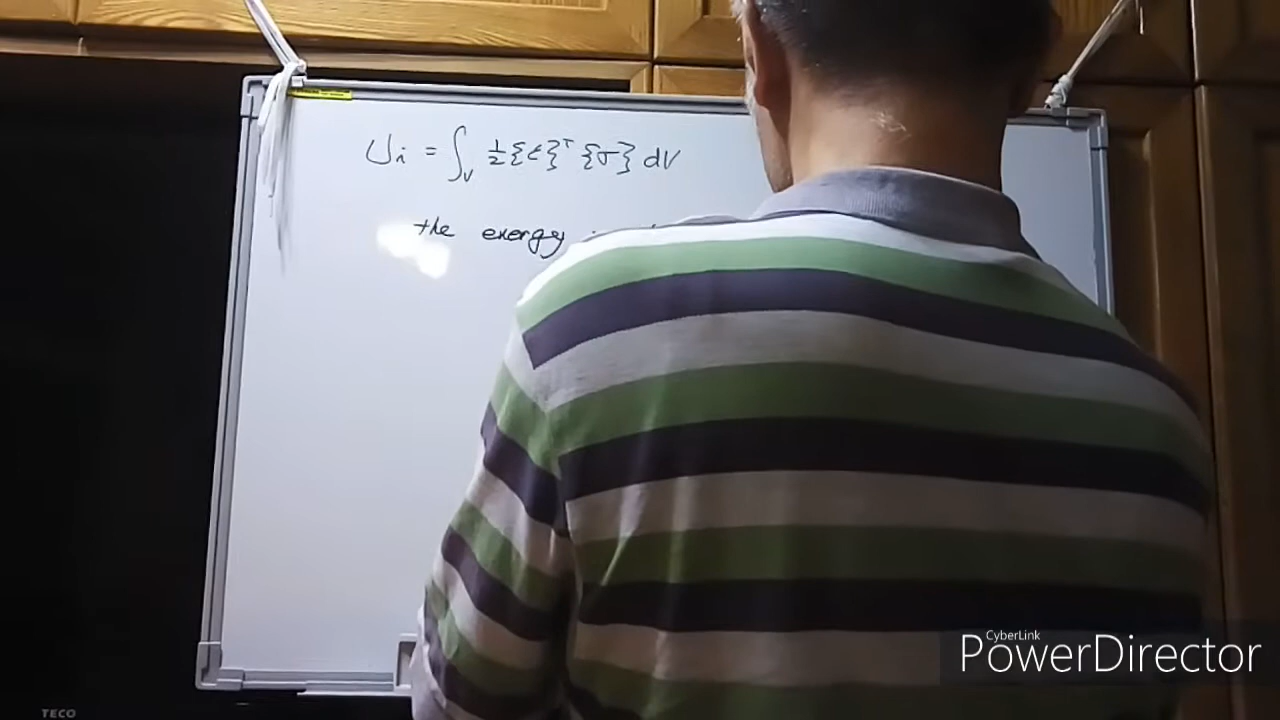 Ui = ∫v ½{ε}ᵀ {σ} dV
the energy
CyberLink
PowerDirector
TECO